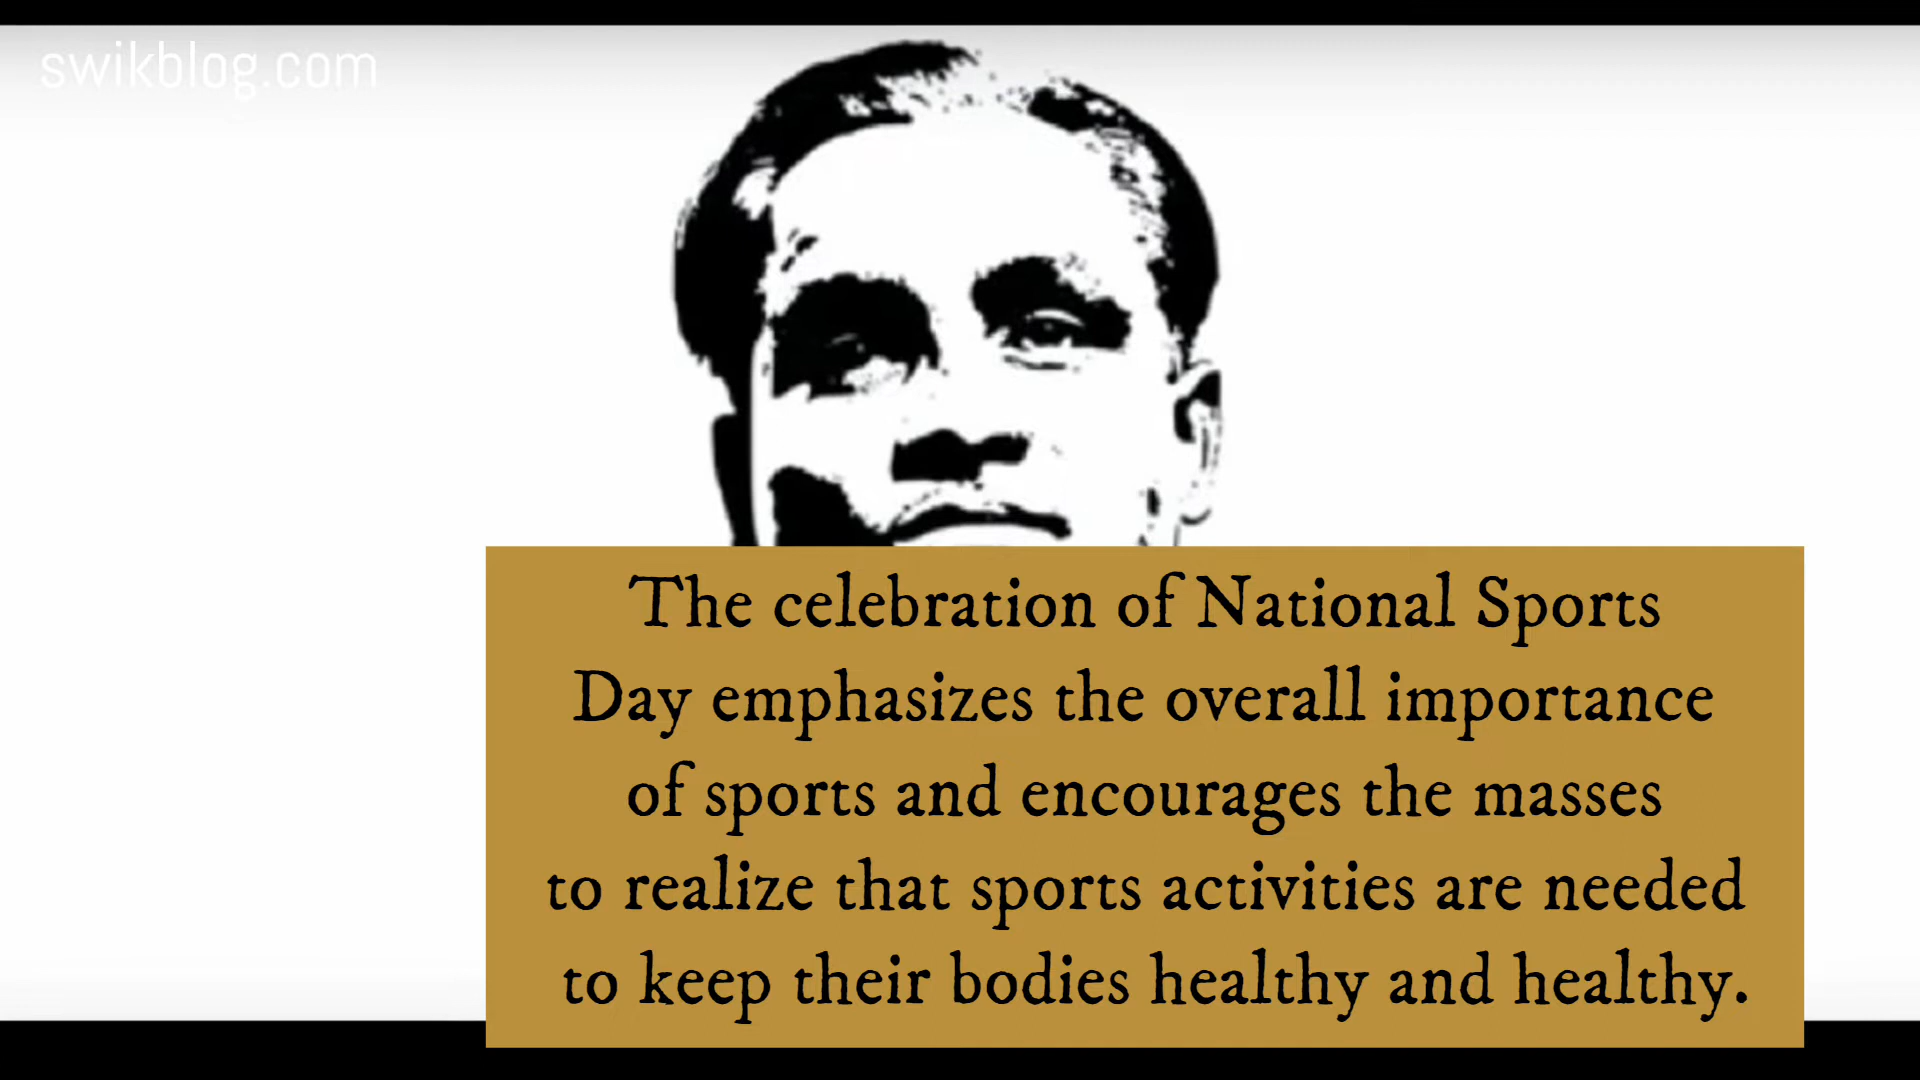 swikblog.com
The celebration of National Sports
Day emphasizes the overall importance
of sports and encourages the masses
to realize that sports activities are needed
to keep their bodies healthy and healthy.